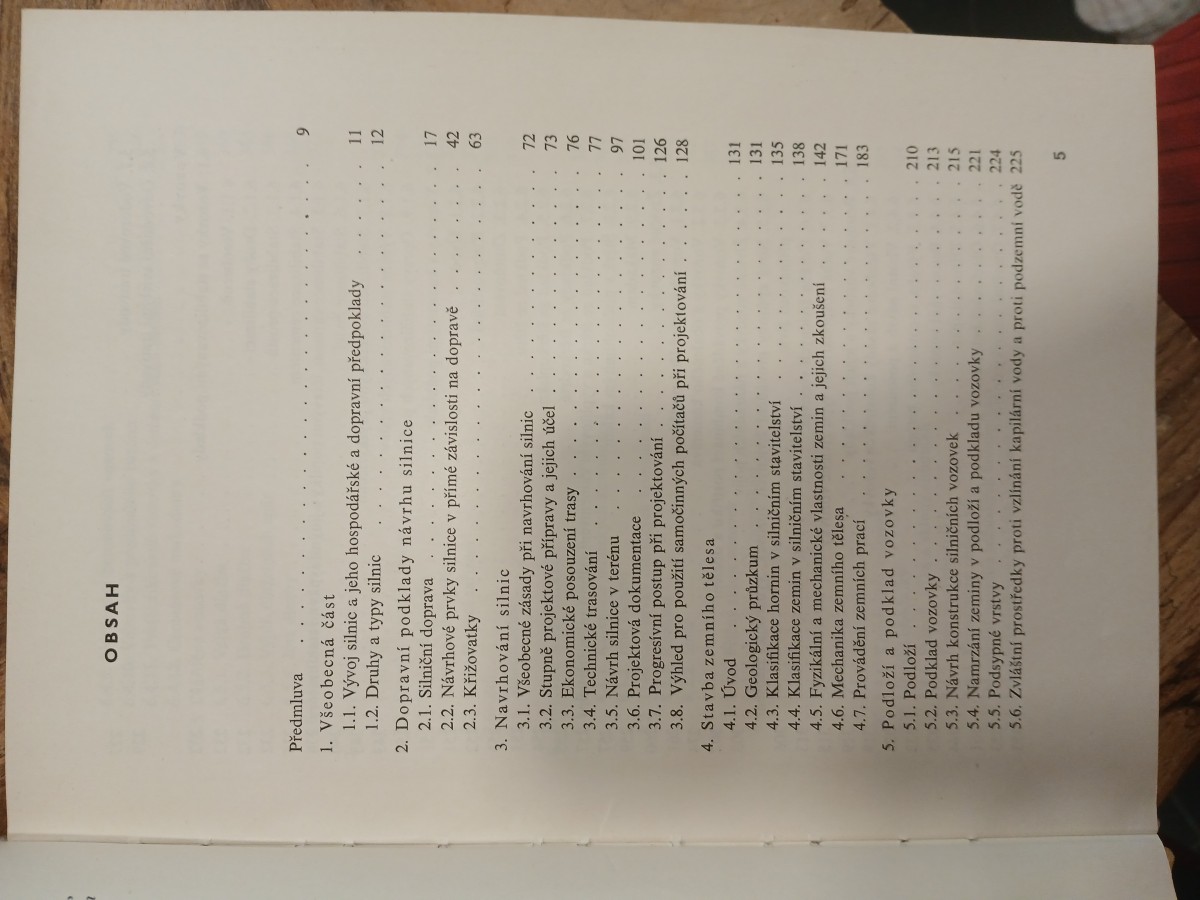 OBSAH
Předmluva . . . . . . . . . . . . . . . . . . . . . . 9
1. Všeobecná část
1.1. Vývoj silnic a jeho hospodářské a dopravní předpoklady . . . . . 11
1.2. Druhy a typy silnic . . . . . . . . . . . . . . . . . 12
2. Dopravní podklady návrhu silnice
2.1. Silniční doprava . . . . . . . . . . . . . . . . . . 17
2.2. Návrhové prvky silnice v přímé závislosti na dopravě . . . . . . 42
2.3. Křižovatky . . . . . . . . . . . . . . . . . . . . 63
3. Navrhování silnic
3.1. Všeobecné zásady při navrhování silnic . . . . . . . . . . 72
3.2. Stupně projektové přípravy a jejich účel . . . . . . . . . . 73
3.3. Ekonomické posouzení trasy . . . . . . . . . . . . . . 76
3.4. Technické trasování . . . . . . . . . . . . . . . . . 77
3.5. Návrh silnice v terénu . . . . . . . . . . . . . . . . 97
3.6. Projektová dokumentace . . . . . . . . . . . . . . . 101
3.7. Progresívní postup při projektování . . . . . . . . . . . 126
3.8. Výhled pro použití samočinných počítačů při projektování . . . . 128
4. Stavba zemního tělesa
4.1. Úvod . . . . . . . . . . . . . . . . . . . . . . 131
4.2. Geologický průzkum . . . . . . . . . . . . . . . . . 131
4.3. Klasifikace hornin v silničním stavitelství . . . . . . . . . 135
4.4. Klasifikace zemin v silničním stavitelství . . . . . . . . . 138
4.5. Fyzikální a mechanické vlastnosti zemin a jejich zkoušení . . . . 142
4.6. Mechanika zemního tělesa . . . . . . . . . . . . . . . 171
4.7. Provádění zemních prací . . . . . . . . . . . . . . . 183
5. Podloží a podklad vozovky
5.1. Podloží . . . . . . . . . . . . . . . . . . . . . 210
5.2. Podklad vozovky . . . . . . . . . . . . . . . . . . 213
5.3. Návrh konstrukce silničních vozovek . . . . . . . . . . . 215
5.4. Namrzání zeminy v podloží a podkladu vozovky . . . . . . . 221
5.5. Podsypné vrstvy . . . . . . . . . . . . . . . . . . 224
5.6. Zvláštní prostředky proti vzlínání kapilární vody a proti podzemní vodě 225
5